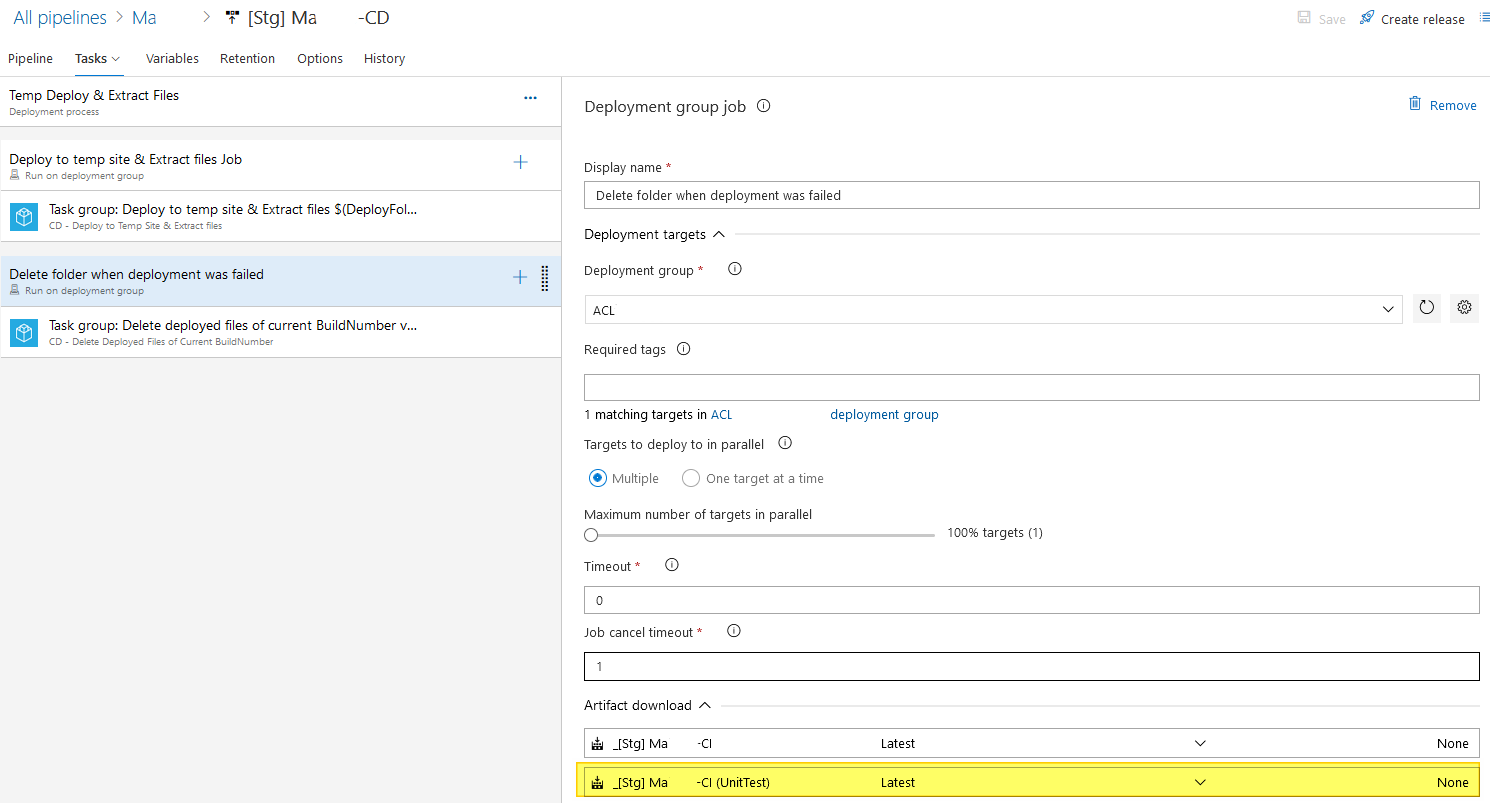 All pipelines > Ma > [Stg] Ma -CD
Save Create release
Pipeline Tasks Variables Retention Options History
Temp Deploy & Extract Files
Deployment process
Deploy to temp site & Extract files Job
Run on deployment group
Task group: Deploy to temp site & Extract files $(DeployFol...
CD - Deploy to Temp Site & Extract files
Delete folder when deployment was failed
Run on deployment group
Task group: Delete deployed files of current BuildNumber v...
CD - Delete Deployed Files of Current BuildNumber
Deployment group job
Remove
Display name *
Delete folder when deployment was failed
Deployment targets
Deployment group *
ACL
Required tags
1 matching targets in ACL deployment group
Targets to deploy to in parallel
Multiple One target at a time
Maximum number of targets in parallel
100% targets (1)
Timeout *
0
Job cancel timeout *
1
Artifact download
_[Stg] Ma -CI Latest None
_[Stg] Ma -CI (UnitTest) Latest None